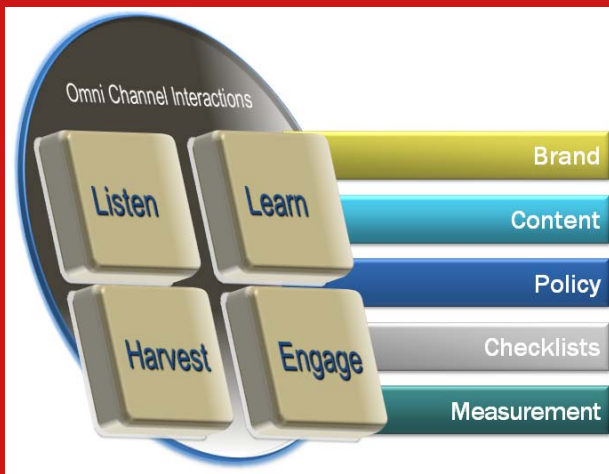 Omni Channel Interactions
Listen
Learn
Harvest
Engage
Brand
Content
Policy
Checklists
Measurement